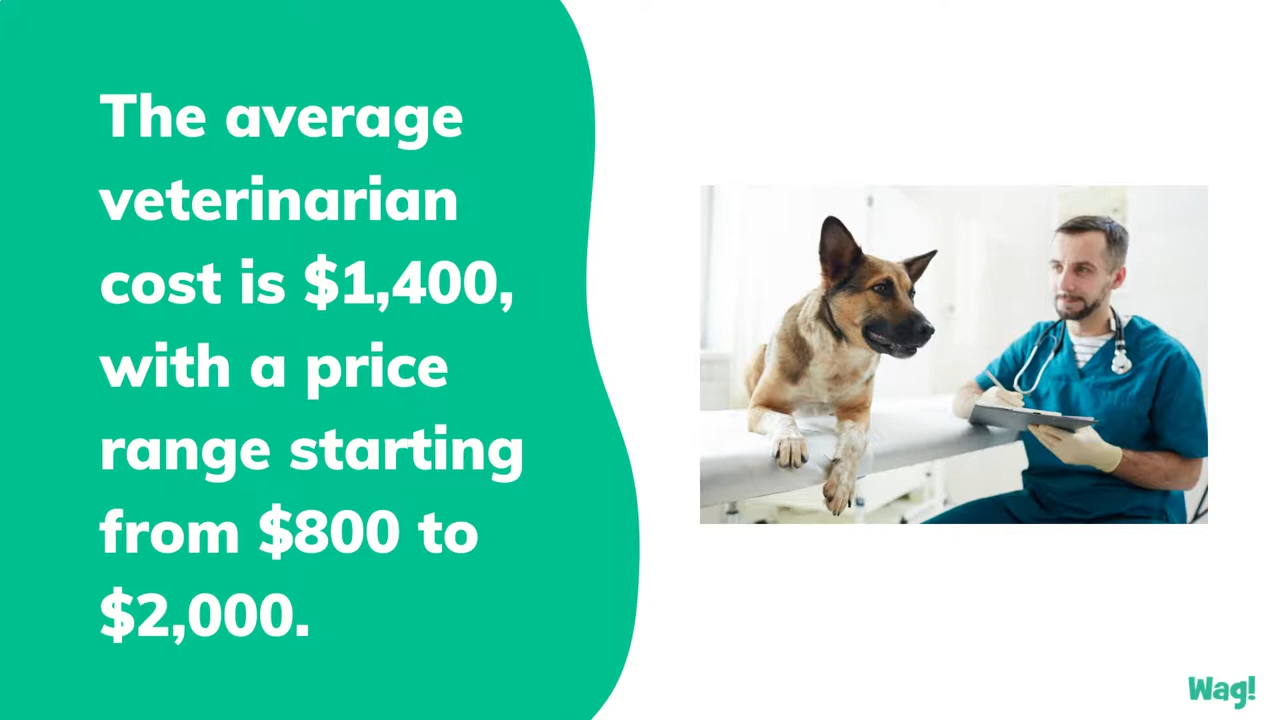 The average
veterinarian
cost is $1,400,
with a price
range starting
from $800 to
$2,000.
Wag!